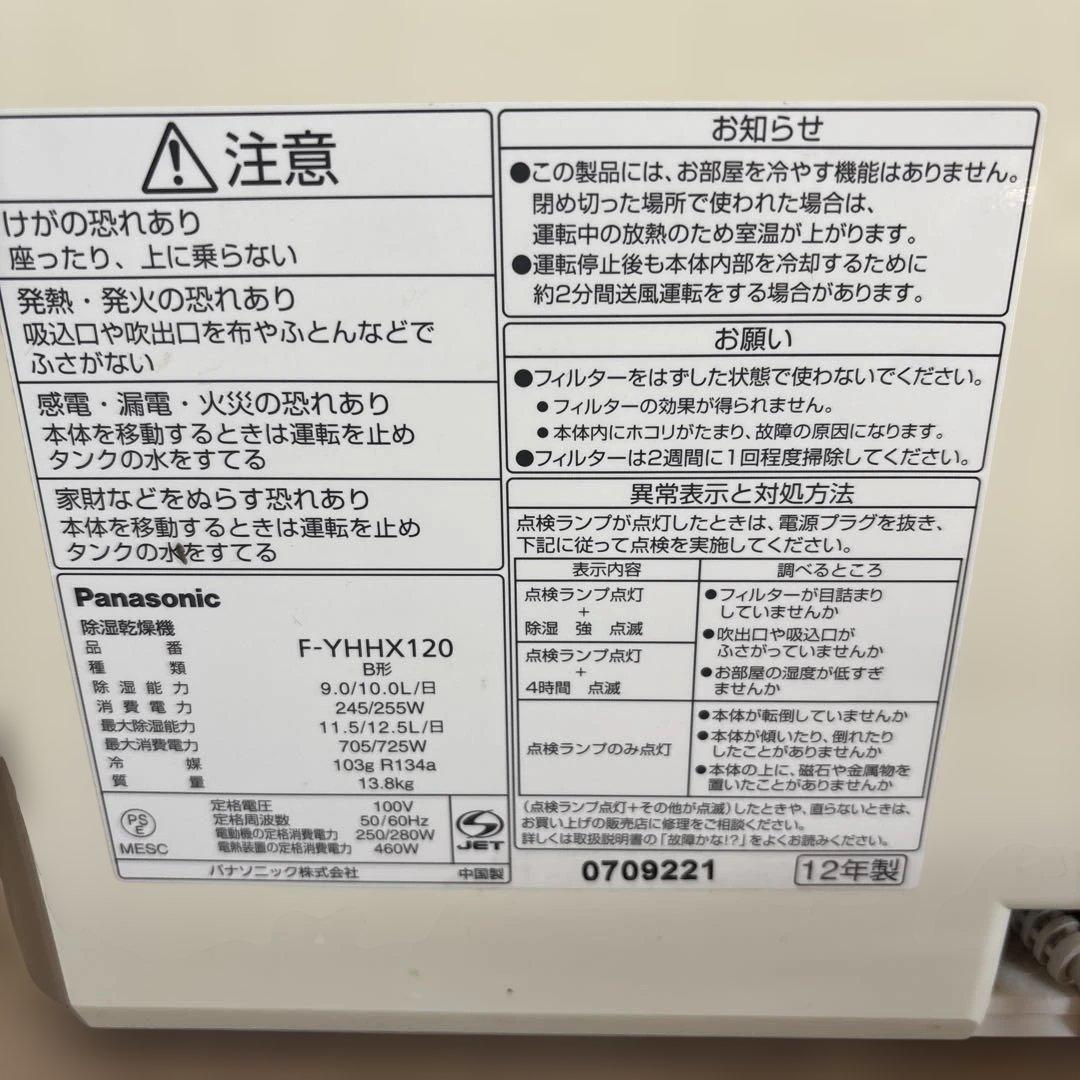 注意
けがの恐れあり
座ったり、上に乗らない
発熱・発火の恐れあり
吸込口や吹出口を布やふとんなどで
ふさがない
感電・漏電・火災の恐れあり
本体を移動するときは運転を止め
タンクの水をすてる
家財などをぬらす恐れあり
本体を移動するときは運転を止め
タンクの水をすてる
Panasonic
除湿乾燥機
品番 F-YHHX120
種類 B形
除湿能力 9.0/10.0L/日
消費電力 245/255W
最大除湿能力 11.5/12.5L/日
最大消費電力 705/725W
冷媒 103g R134a
質量 13.8kg
PS
E
MESC
定格電圧 100V
定格周波数 50/60Hz
電動機の定格消費電力 250/280W
電熱装置の定格消費電力 460W
JET
パナソニック株式会社 中国製
お知らせ
●この製品には、お部屋を冷やす機能はありません。
閉め切った場所で使われた場合は、
運転中の放熱のため室温が上がります。
●運転停止後も本体内部を冷却するために
約2分間送風運転をする場合があります。
お願い
●フィルターをはずした状態で使わないでください。
●フィルターの効果が得られません。
●本体内にホコリがたまり、故障の原因になります。
●フィルターは2週間に1回程度掃除してください。
異常表示と対処方法
点検ランプが点灯したときは、電源プラグを抜き、
下記に従って点検を実施してください。
表示内容 調べるところ
点検ランプ点灯
+
除湿 強 点滅
点検ランプ点灯
+
4時間 点滅
●フィルターが目詰まり
していませんか
●吹出口や吸込口が
ふさがっていませんか
●お部屋の湿度が低すぎ
ませんか
点検ランプのみ点灯
●本体が転倒していませんか
●本体が傾いたり、倒れたり
したことがありませんか
●本体の上に、磁石や金属物を
置いたことがありませんか
(点検ランプ点灯+その他が点滅)したときや、直らないときは、
お買い上げの販売店に修理をご相談ください。
詳しくは取扱説明書の「故障かな!?」をよくお読みください。
0709221 12年製